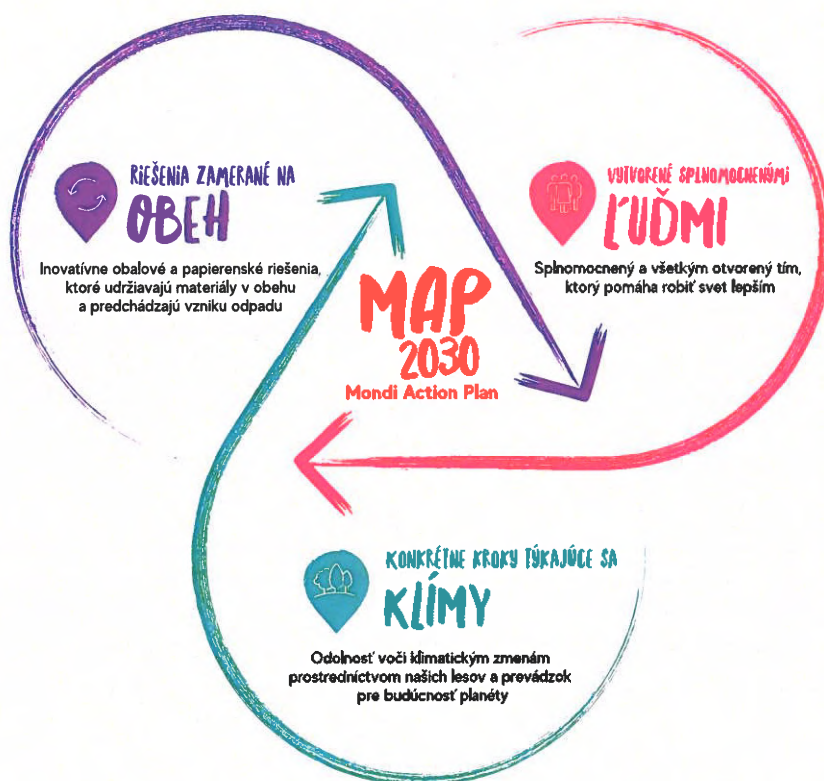 RIEŠENIA ZAMERANÉ NA
OBEH
Inovatívne obalové a papierenské riešenia,
ktoré udržiavajú materiály v obehu
a predchádzajú vzniku odpadu
VYTVORENÉ SPLNOMOCNENÝMI
ĽUĎMI
Splnomocnený a všetkým otvorený tím,
ktorý pomáha robiť svet lepším
MAP
2030
Mondi Action Plan
KONKRÉTNE KROKY TÝKAJÚCE SA
KLÍMY
Odolnosť voči klimatickým zmenám
prostredníctvom našich lesov a prevádzok
pre budúcnosť planéty